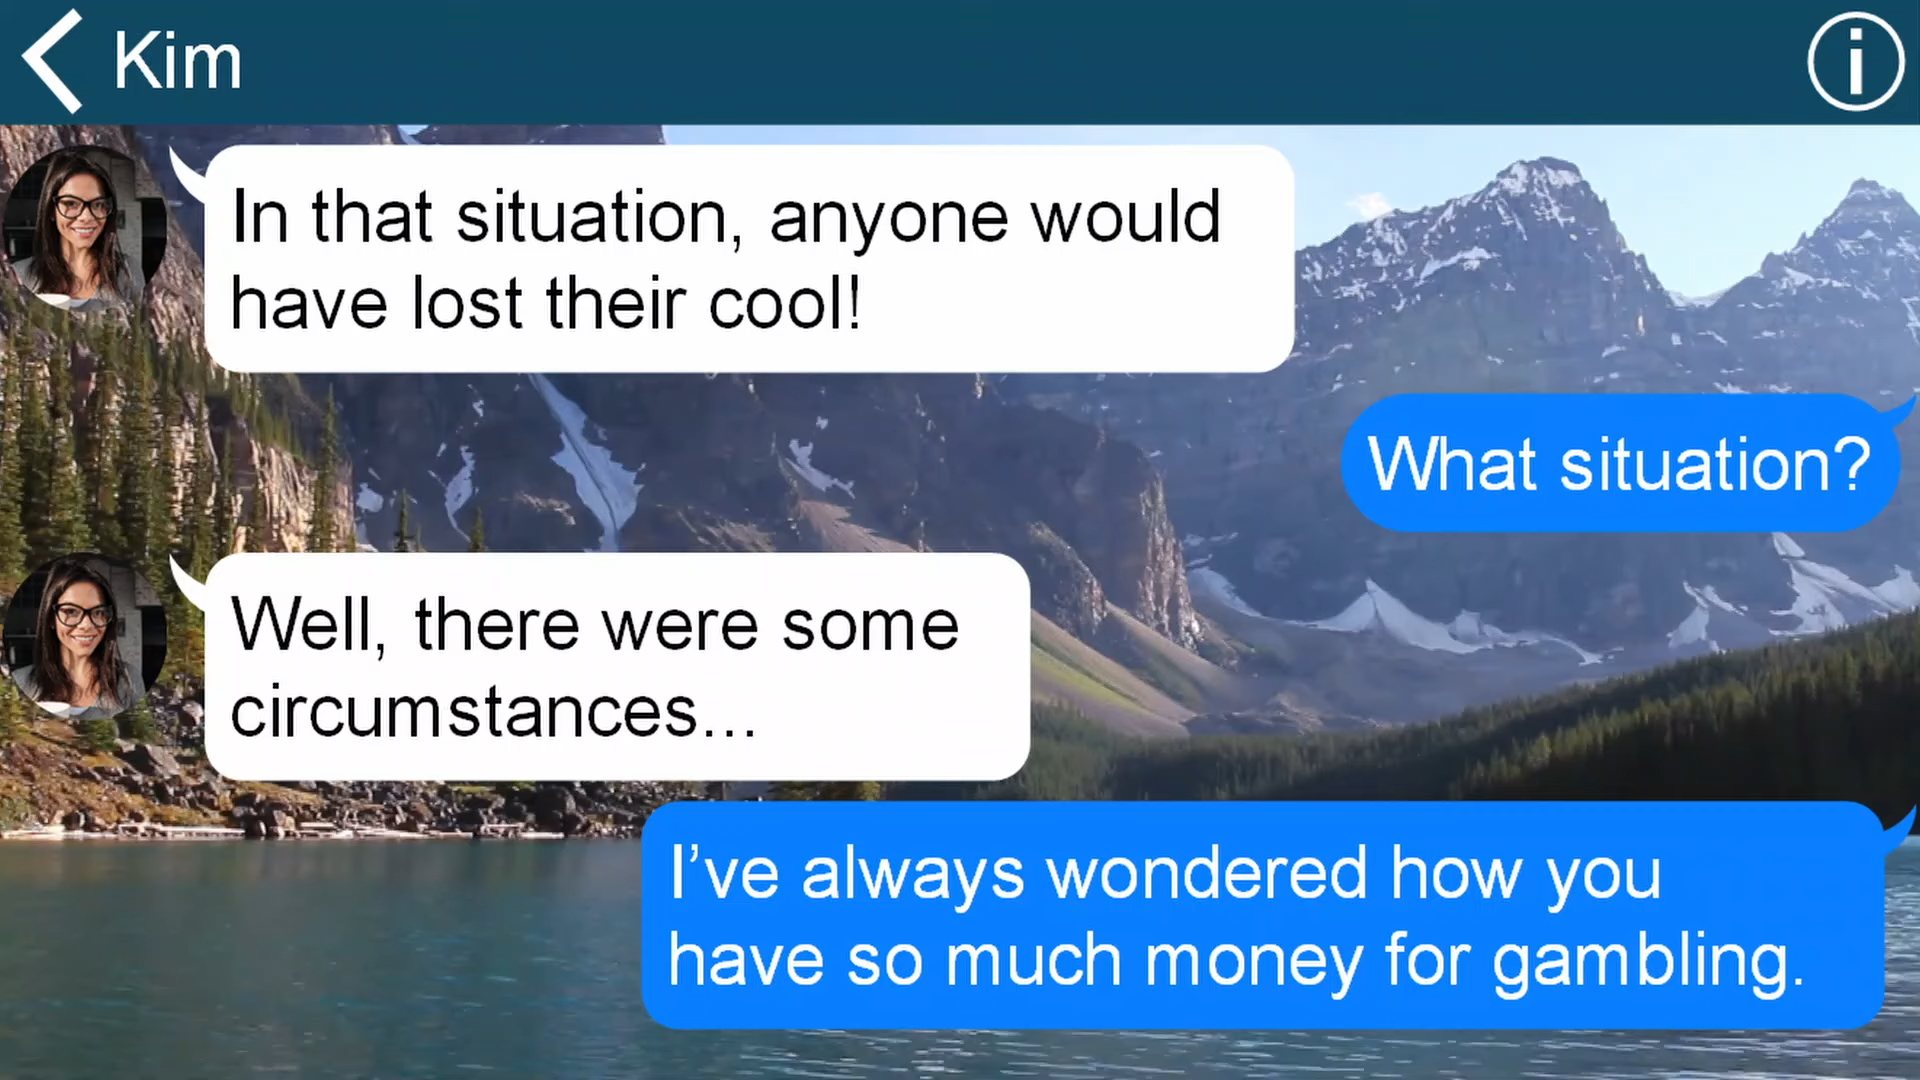 Kim
In that situation, anyone would
have lost their cool!
What situation?
Well, there were some
circumstances...
I’ve always wondered how you
have so much money for gambling.